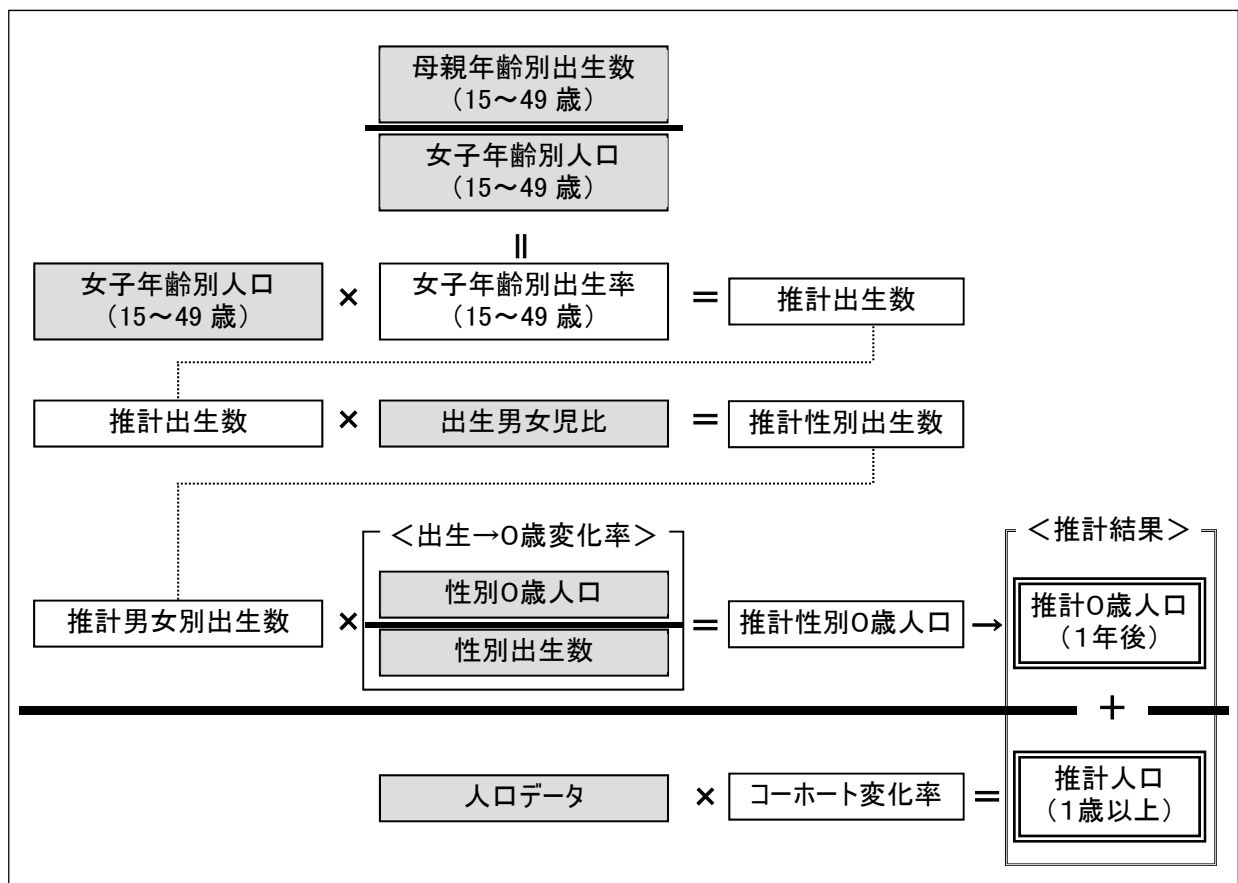 母親年齢別出生数
（15～49 歳）
女子年齢別人口
（15～49 歳）
＝
女子年齢別人口
（15～49 歳）
×
女子年齢別出生率
（15～49 歳）
＝
推計出生数
推計出生数
×
出生男女児比
＝
推計性別出生数
＜出生→0歳変化率＞
＜推計結果＞
推計男女別出生数
×
性別0歳人口
性別出生数
＝
推計性別0歳人口
→
推計0歳人口
（1年後）
＋
人口データ
×
コーホート変化率
＝
推計人口
（1歳以上）